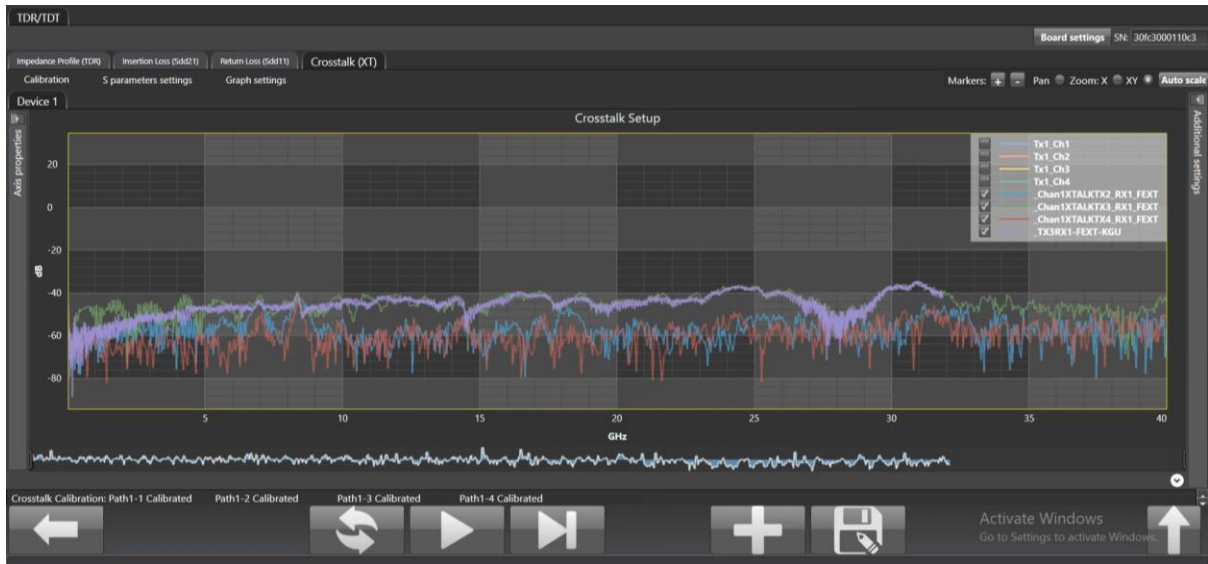 TDR/TDT
Board settings SN: 30fc3000110c3
Impedance Profile (TDR) Insertion Loss (Sdd21) Return Loss (Sdd11) Crosstalk (XT)
Calibration S parameters settings Graph settings Markers: + - Pan Zoom: X XY Auto scale
Device 1
Crosstalk Setup
Axis properties
Additional settings
Tx1_Ch1
Tx1_Ch2
Tx1_Ch3
Tx1_Ch4
_Chan1XTALKTX2_RX1_FEXT
_Chan1XTALKTX3_RX1_FEXT
_Chan1XTALKTX4_RX1_FEXT
_TX3RX1-FEXT-KGU
20
0
-20
dB
-40
-60
-80
5 10 15 20 25 30 35 40
GHz
Crosstalk Calibration: Path1-1 Calibrated Path1-2 Calibrated Path1-3 Calibrated Path1-4 Calibrated
Activate Windows
Go to Settings to activate Windows.